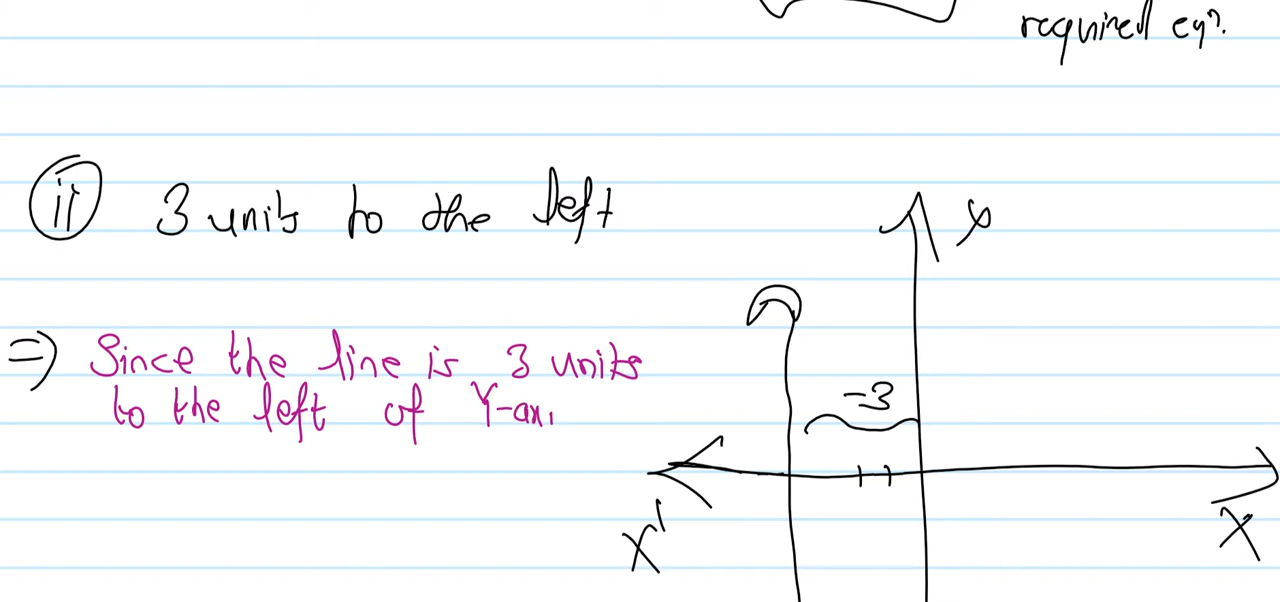 required eqn.
ii 3 units to the left
y
=) Since the line is 3 units
to the left of Y-axi
-3
X'
X